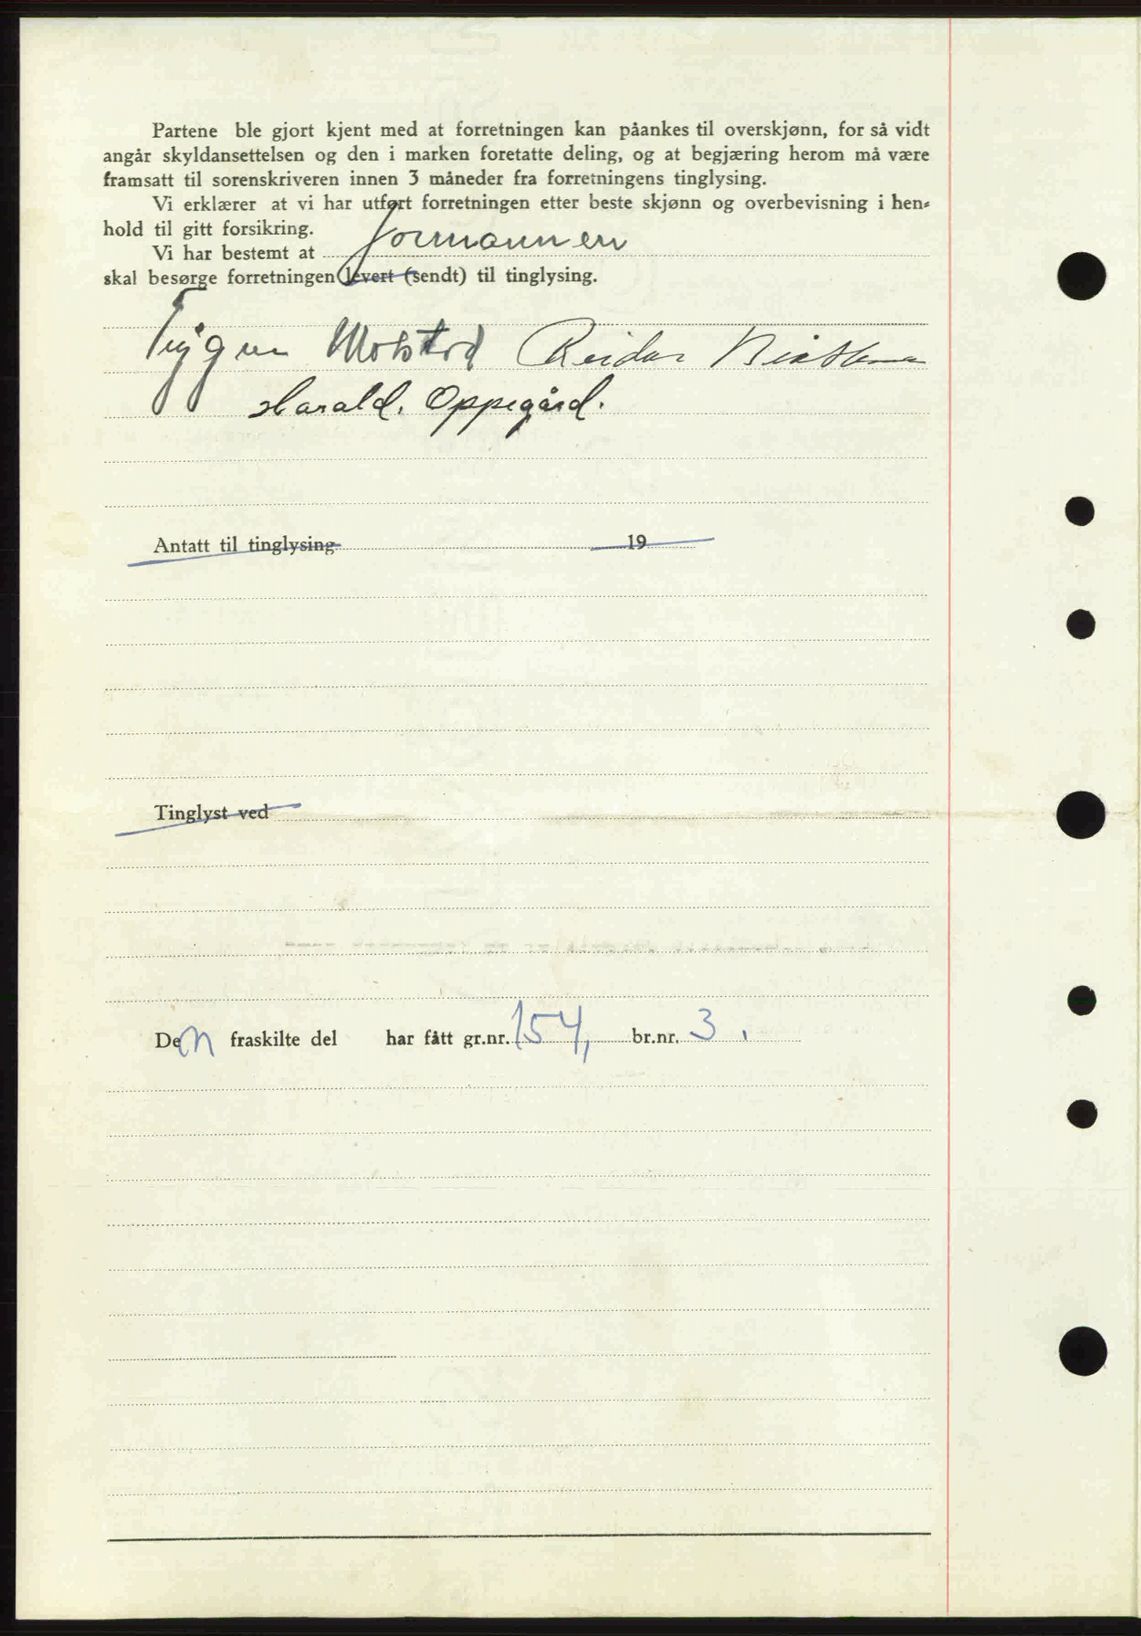 Partene ble gjort kjent med at forretningen kan påankes til overskjønn, for så vidt
angår skyldansettelsen og den i marken foretatte deling, og at begjæring herom må være
framsatt til sorenskriveren innen 3 måneder fra forretningens tinglysing.
Vi erklærer at vi har utført forretningen etter beste skjønn og overbevisning i hen-
hold til gitt forsikring.
Vi har bestemt at formannen
skal besørge forretningen (levert (sendt) til tinglysing.
Trygve Molstad Reidar
Harald. Oppegård.
Antatt til tinglysing 19
Tinglyst ved
Den fraskilte del har fått gr.nr. 154, br.nr. 3.